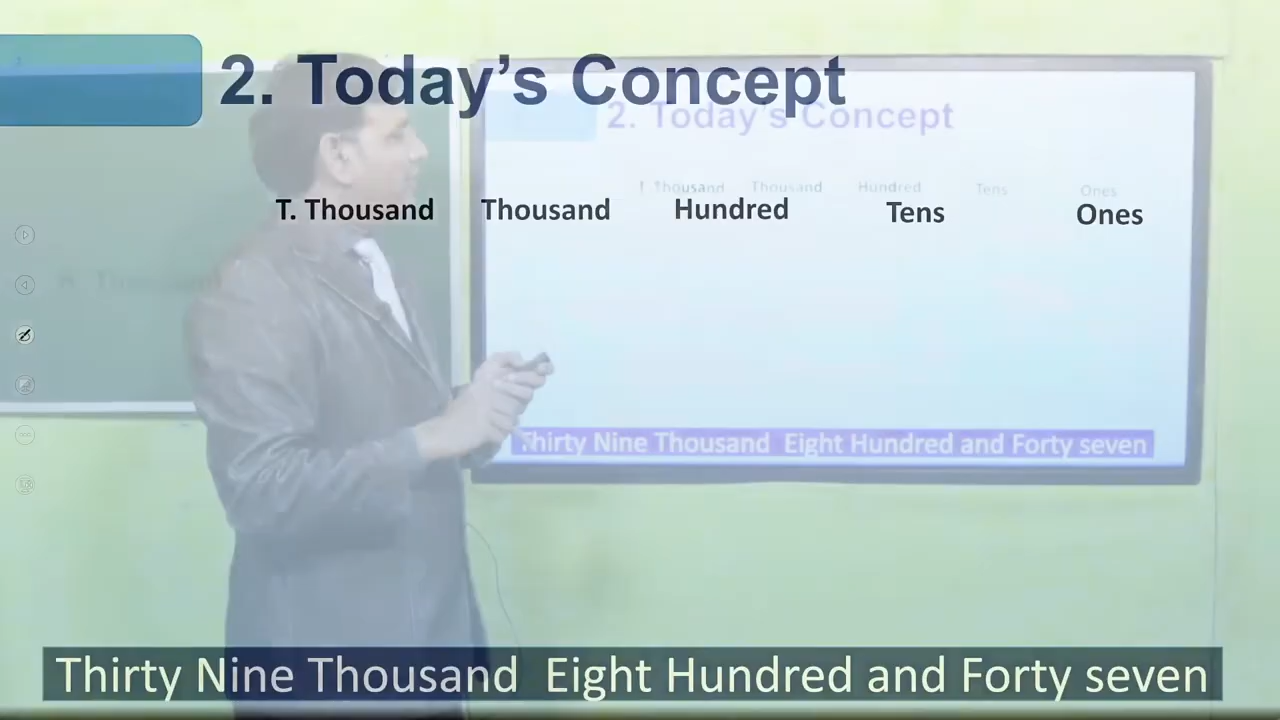 2. Today's Concept
2. Today's Concept
T. Thousand Thousand Hundred Tens Ones
T. Thousand Thousand Hundred Tens Ones
Thirty Nine Thousand Eight Hundred and Forty seven
Thirty Nine Thousand Eight Hundred and Forty seven